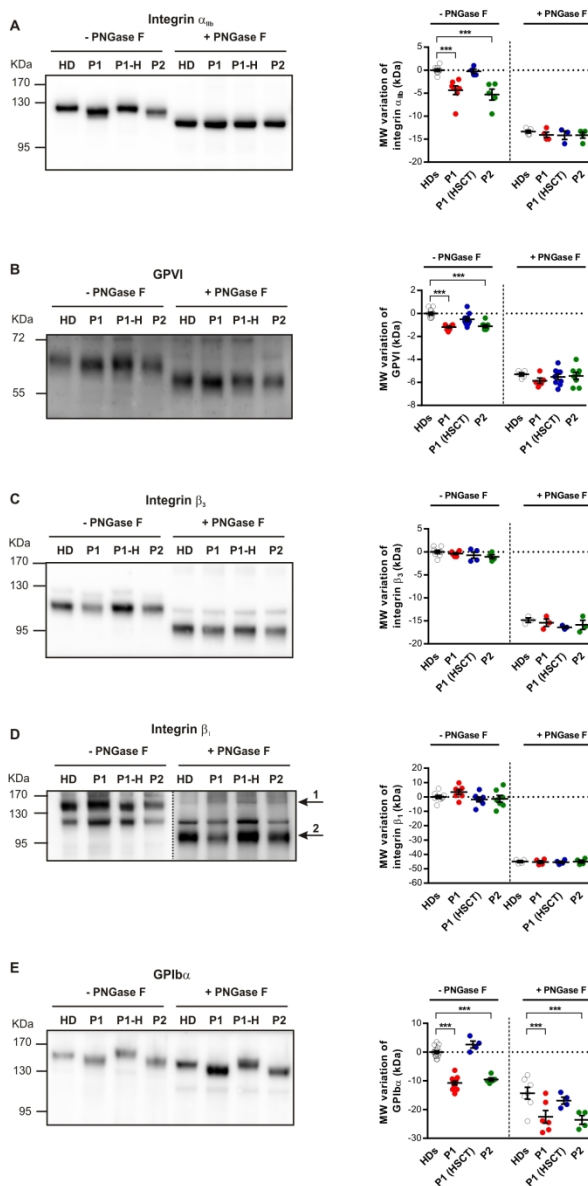 A
Integrin αIIb
- PNGase F + PNGase F
KDa HD P1 P1-H P2 HD P1 P1-H P2
170
130
95
- PNGase F + PNGase F
MW variation of
integrin αIIb (kDa)
***
***
5
0
-5
-10
-15
-20
HDs P1 P1 (HSCT) P2 HDs P1 P1 (HSCT) P2
B
GPVI
- PNGase F + PNGase F
KDa HD P1 P1-H P2 HD P1 P1-H P2
72
55
- PNGase F + PNGase F
MW variation of
GPVI (kDa)
***
***
2
0
-2
-4
-6
-8
HDs P1 P1 (HSCT) P2 HDs P1 P1 (HSCT) P2
C
Integrin β3
- PNGase F + PNGase F
KDa HD P1 P1-H P2 HD P1 P1-H P2
170
130
95
- PNGase F + PNGase F
MW variation of
integrin β3 (kDa)
5
0
-5
-10
-15
-20
HDs P1 P1 (HSCT) P2 HDs P1 P1 (HSCT) P2
D
Integrin β1
- PNGase F + PNGase F
KDa HD P1 P1-H P2 HD P1 P1-H P2
170
130
95
1
2
- PNGase F + PNGase F
MW variation of
integrin β1 (kDa)
20
10
0
-10
-20
-30
-40
-50
-60
HDs P1 P1 (HSCT) P2 HDs P1 P1 (HSCT) P2
E
GPIbα
- PNGase F + PNGase F
KDa HD P1 P1-H P2 HD P1 P1-H P2
170
130
95
- PNGase F + PNGase F
MW variation of
GPIbα (kDa)
***
***
***
***
10
0
-10
-20
-30
HDs P1 P1 (HSCT) P2 HDs P1 P1 (HSCT) P2